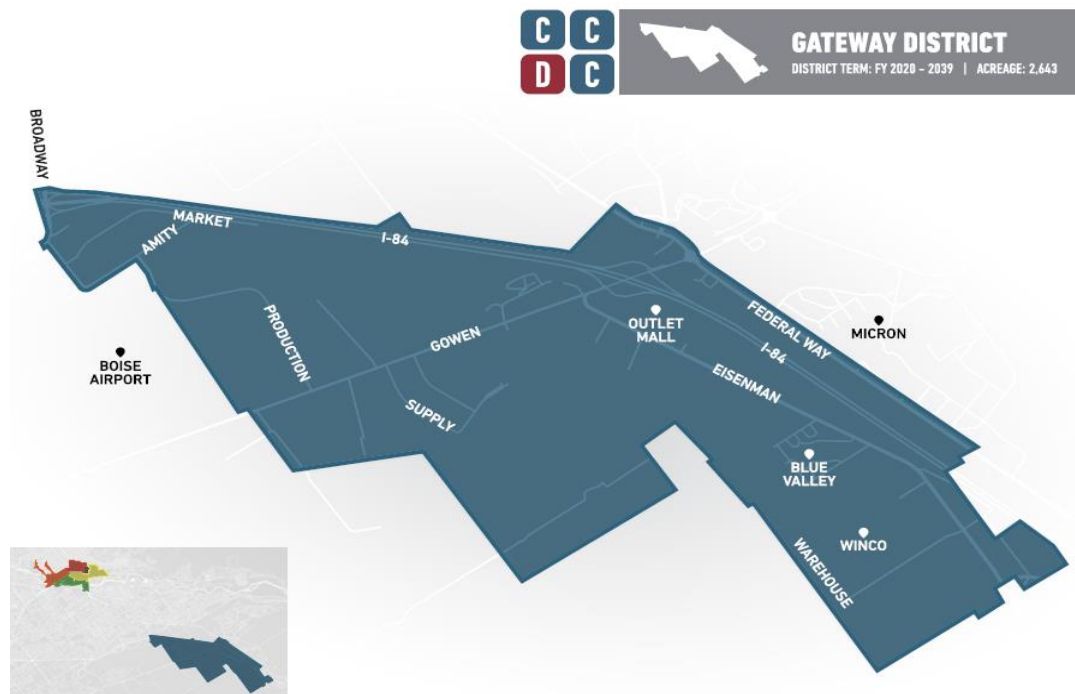 C C
D C
GATEWAY DISTRICT
DISTRICT TERM: FY 2020 - 2039 | ACREAGE: 2,643
BROADWAY
MARKET
AMITY
I-84
PRODUCTION
GOWEN
SUPPLY
OUTLET
MALL
FEDERAL WAY
I-84
MICRON
BOISE
AIRPORT
EISENMAN
BLUE
VALLEY
WINCO
WAREHOUSE